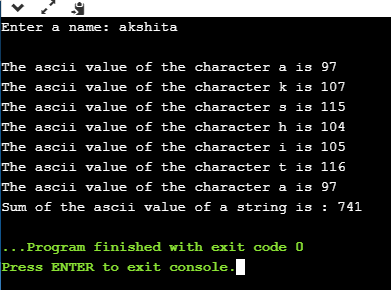 Enter a name: akshita
The ascii value of the character a is 97
The ascii value of the character k is 107
The ascii value of the character s is 115
The ascii value of the character h is 104
The ascii value of the character i is 105
The ascii value of the character t is 116
The ascii value of the character a is 97
Sum of the ascii value of a string is : 741
...Program finished with exit code 0
Press ENTER to exit console.